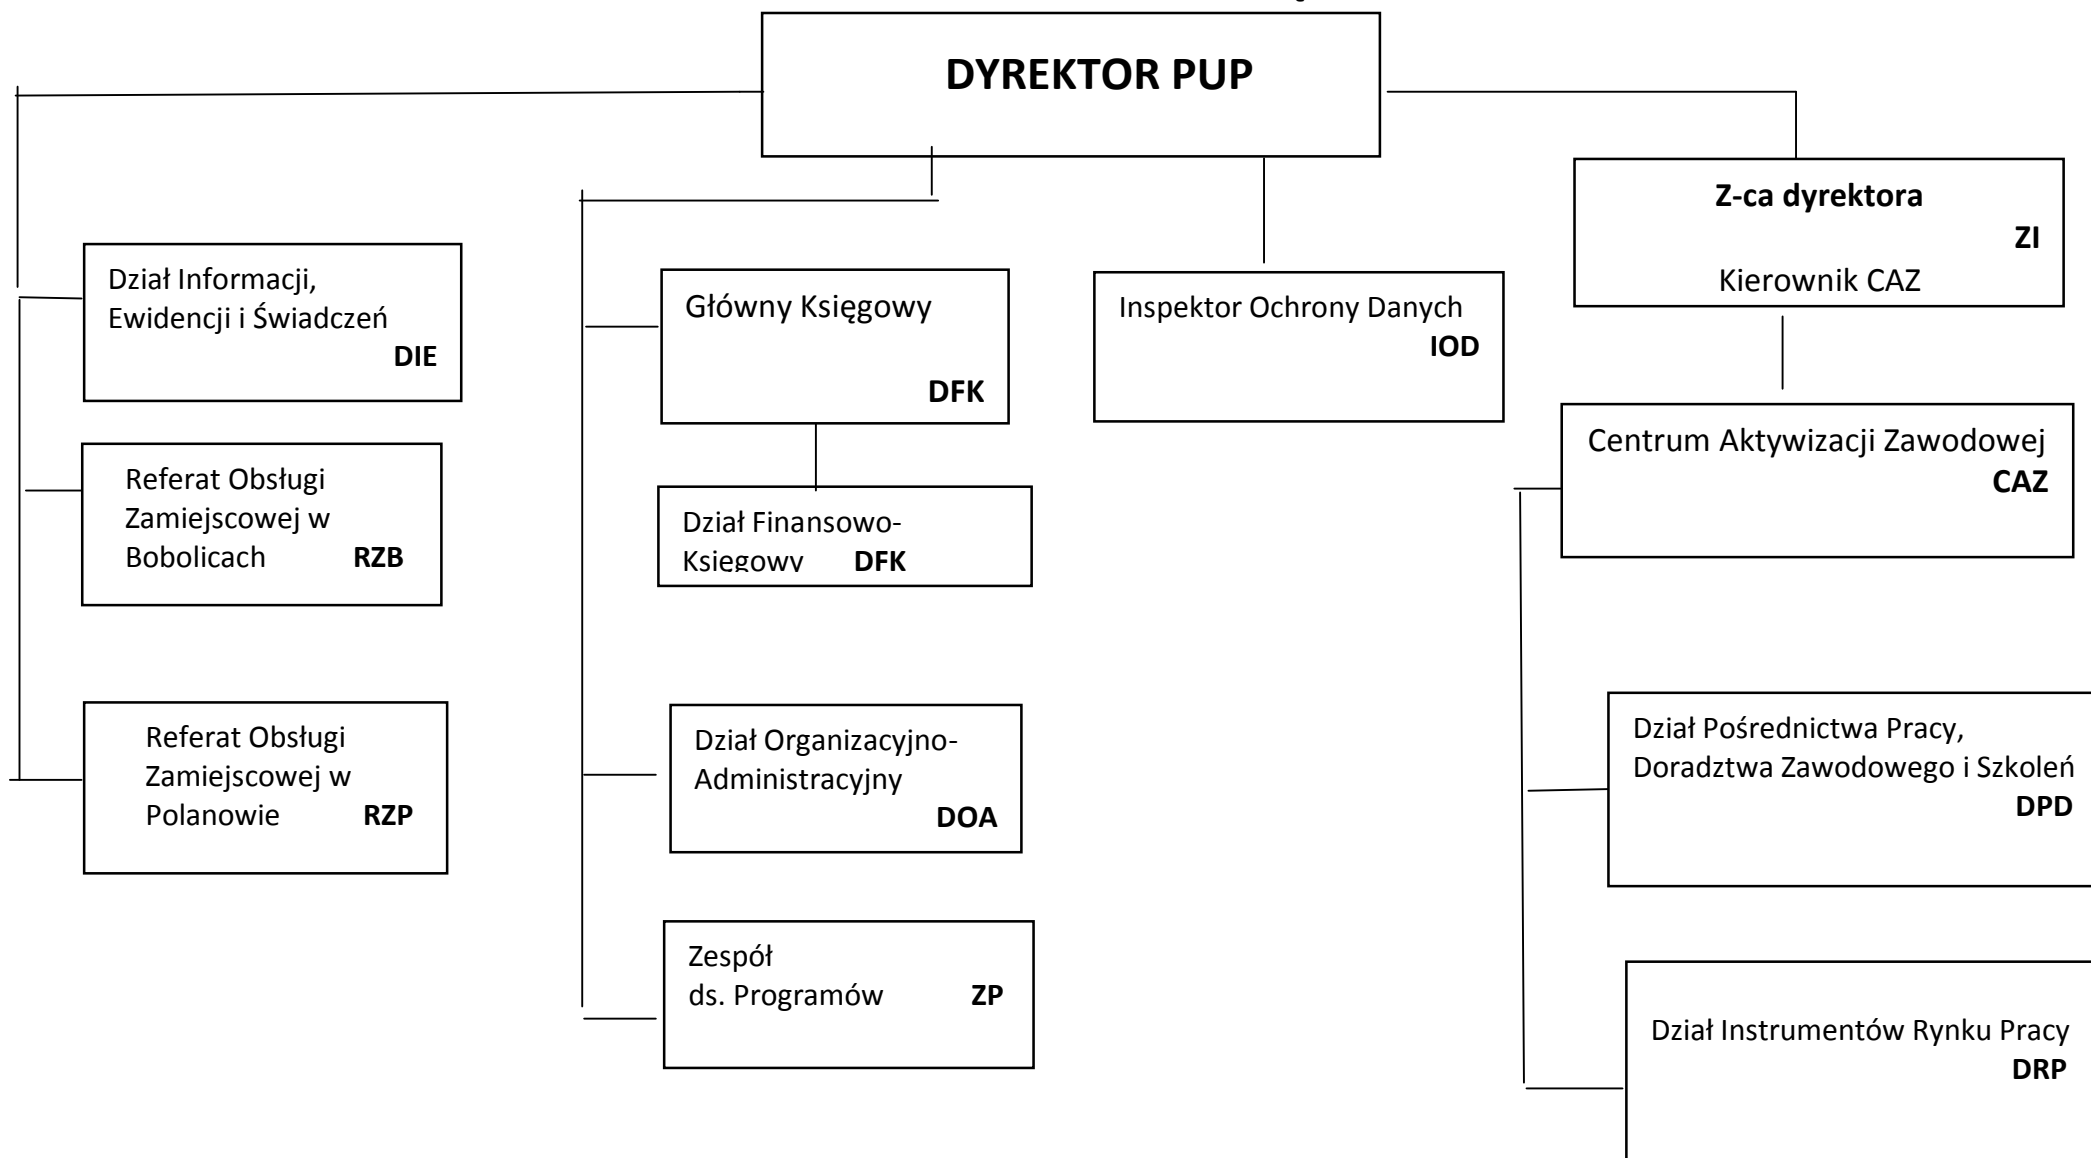 DYREKTOR PUP
Z-ca dyrektora
ZI
Kierownik CAZ
Dział Informacji,
Ewidencji i Świadczeń
DIE
Główny Księgowy
DFK
Inspektor Ochrony Danych
IOD
Centrum Aktywizacji Zawodowej
CAZ
Referat Obsługi
Zamiejscowej w
Bobolicach RZB
Dział Finansowo-
Księgowy DFK
Referat Obsługi
Zamiejscowej w
Polanowie RZP
Dział Organizacyjno-
Administracyjny
DOA
Dział Pośrednictwa Pracy,
Doradztwa Zawodowego i Szkoleń
DPD
Zespół
ds. Programów ZP
Dział Instrumentów Rynku Pracy
DRP